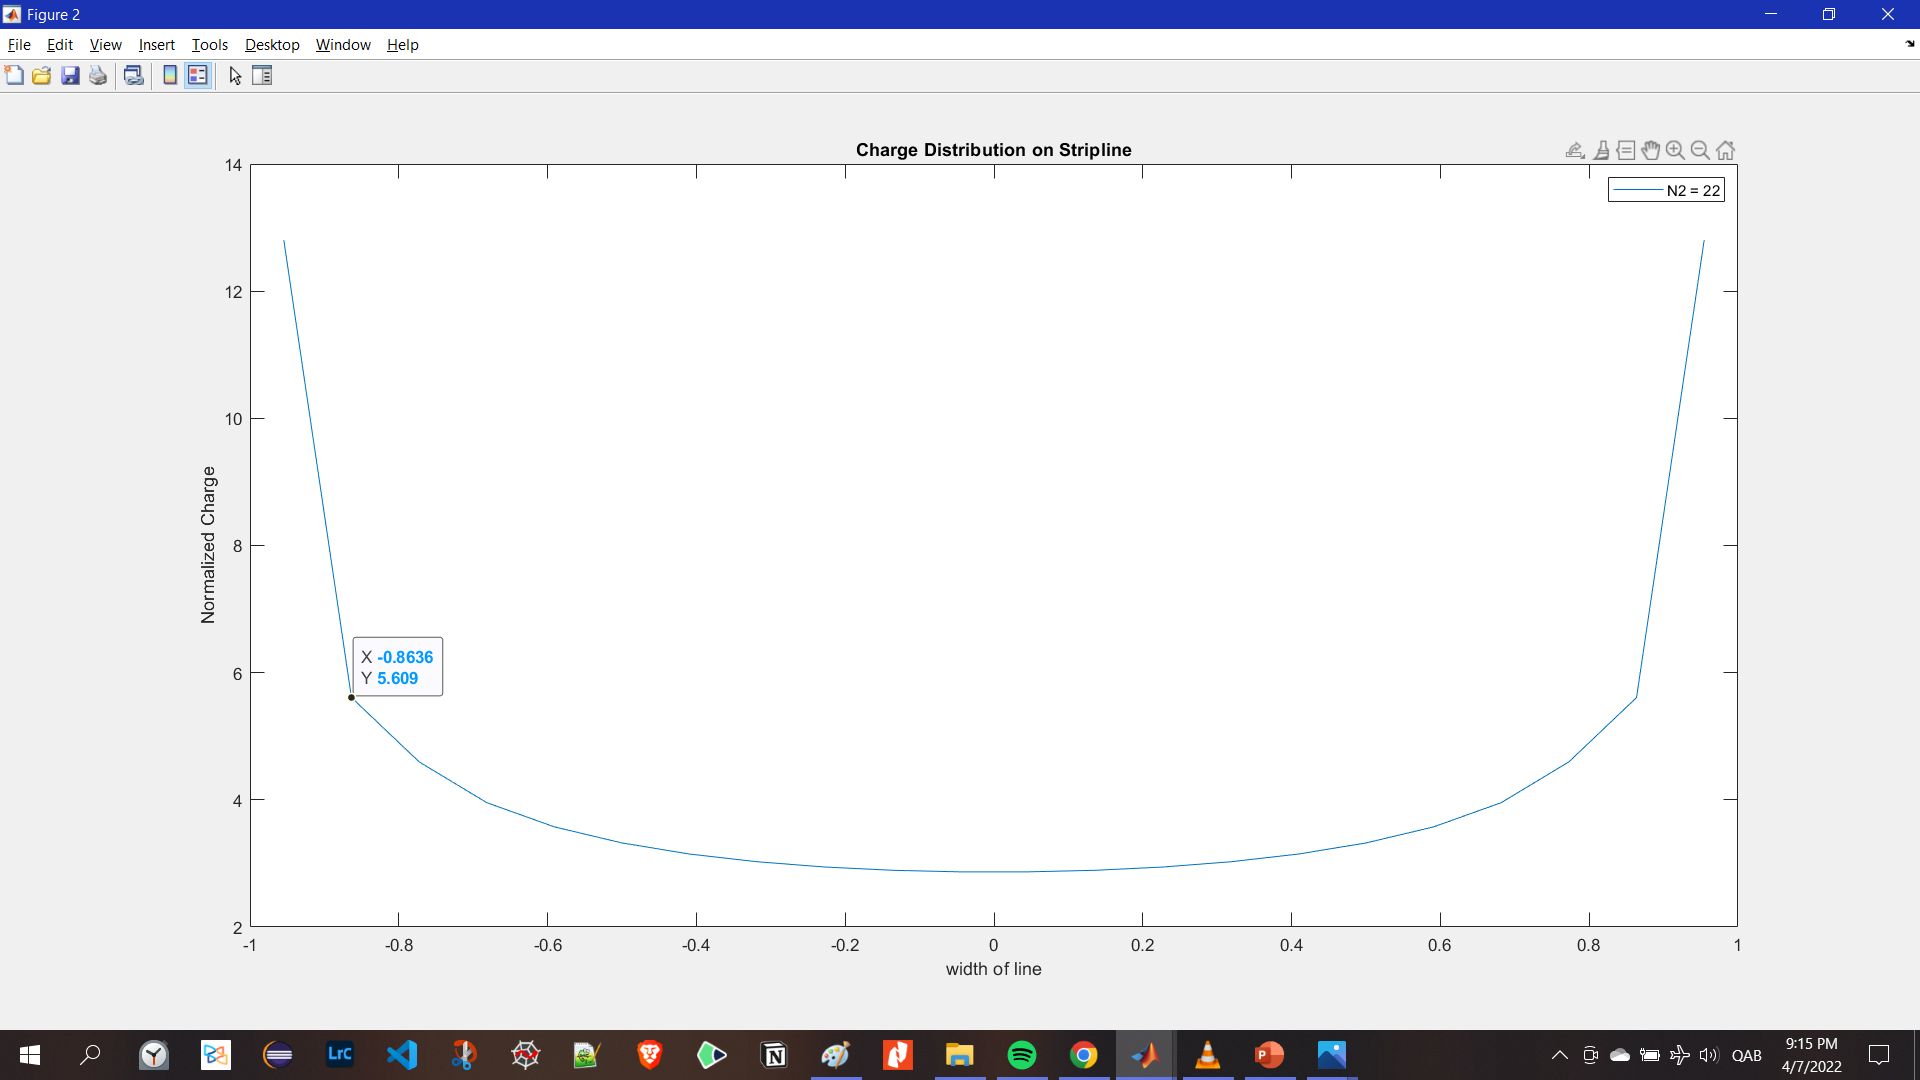 Figure 2
File Edit View Insert Tools Desktop Window Help
Charge Distribution on Stripline
N2 = 22
14
12
10
8
6
4
2
Normalized Charge
X -0.8636
Y 5.609
-1 -0.8 -0.6 -0.4 -0.2 0 0.2 0.4 0.6 0.8 1
width of line
LrC
QAB
9:15 PM
4/7/2022